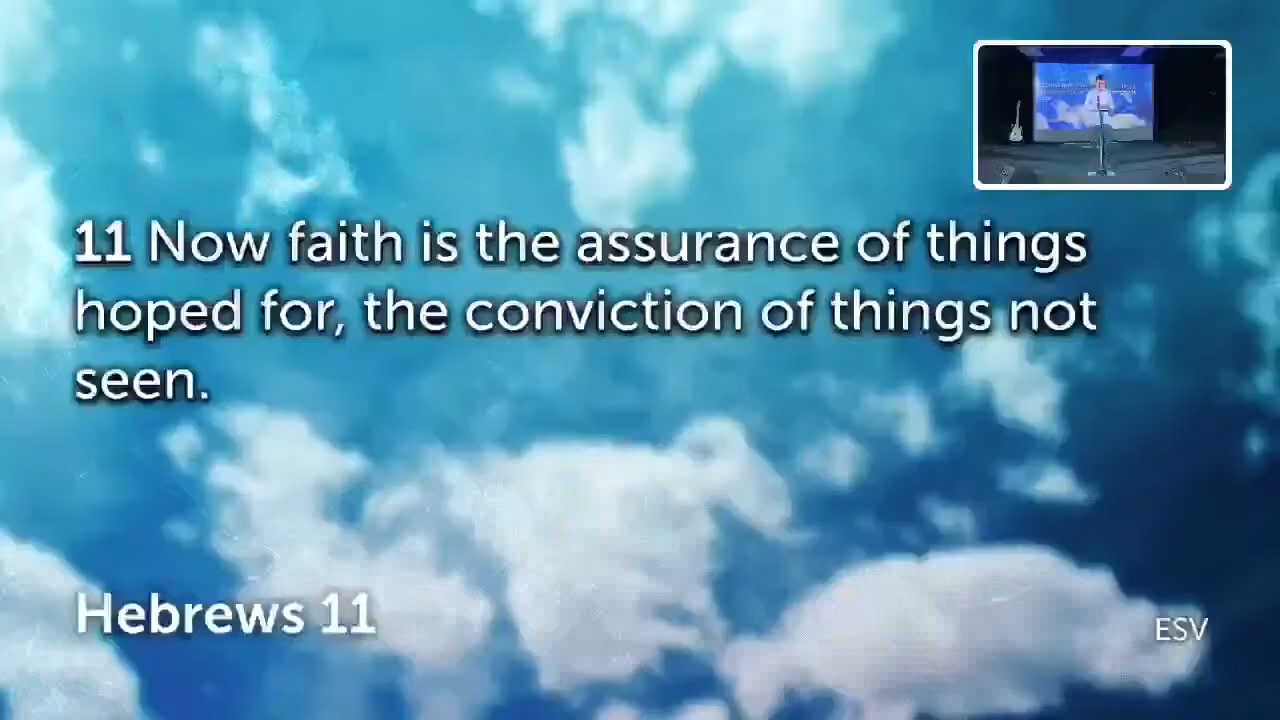 11 Now faith is the assurance of things
hoped for, the conviction of things not
seen.
Hebrews 11
ESV